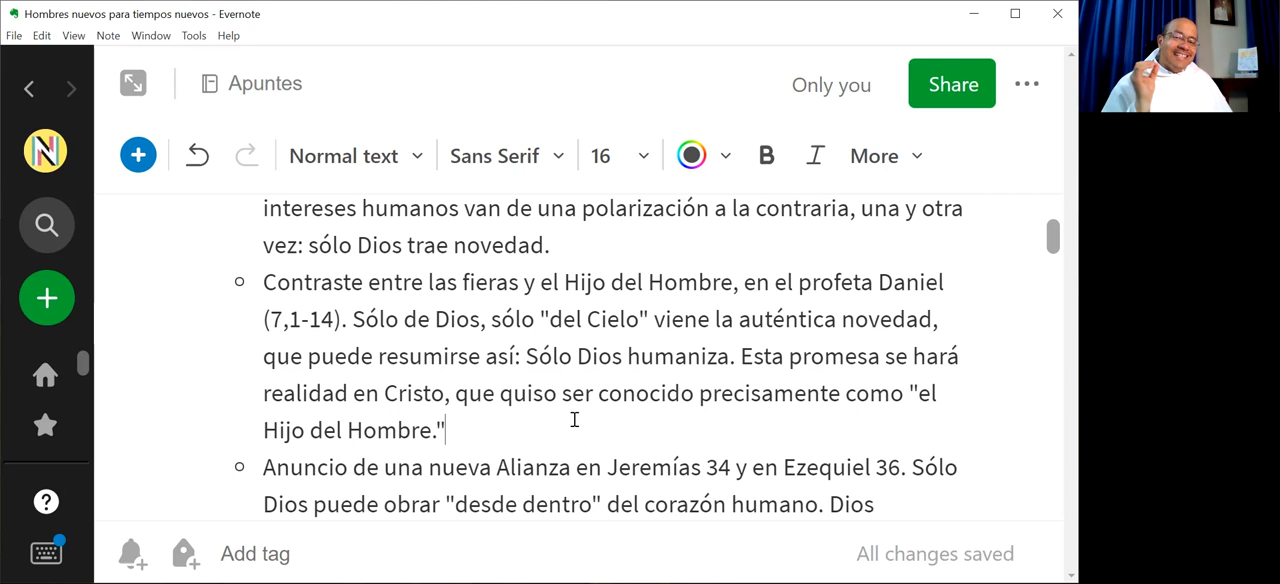 Hombres nuevos para tiempos nuevos - Evernote
File Edit View Note Window Tools Help
Apuntes
Only you
Share
Normal text
Sans Serif
16
B
I
More
intereses humanos van de una polarización a la contraria, una y otra
vez: sólo Dios trae novedad.
Contraste entre las fieras y el Hijo del Hombre, en el profeta Daniel
(7,1-14). Sólo de Dios, sólo "del Cielo" viene la auténtica novedad,
que puede resumirse así: Sólo Dios humaniza. Esta promesa se hará
realidad en Cristo, que quiso ser conocido precisamente como "el
Hijo del Hombre."
Anuncio de una nueva Alianza en Jeremías 34 y en Ezequiel 36. Sólo
Dios puede obrar "desde dentro" del corazón humano. Dios
Add tag
All changes saved